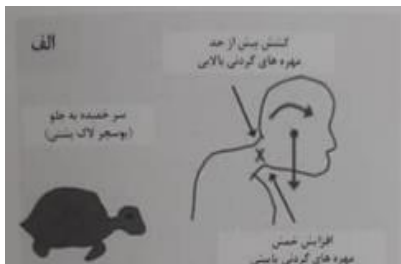 الف
کشش بیش از حد
مهره های گردنی بالایی
سر خمیده به جلو
(پوسچر لاک پشتی)
افزایش خمش
مهره های گردنی پایینی